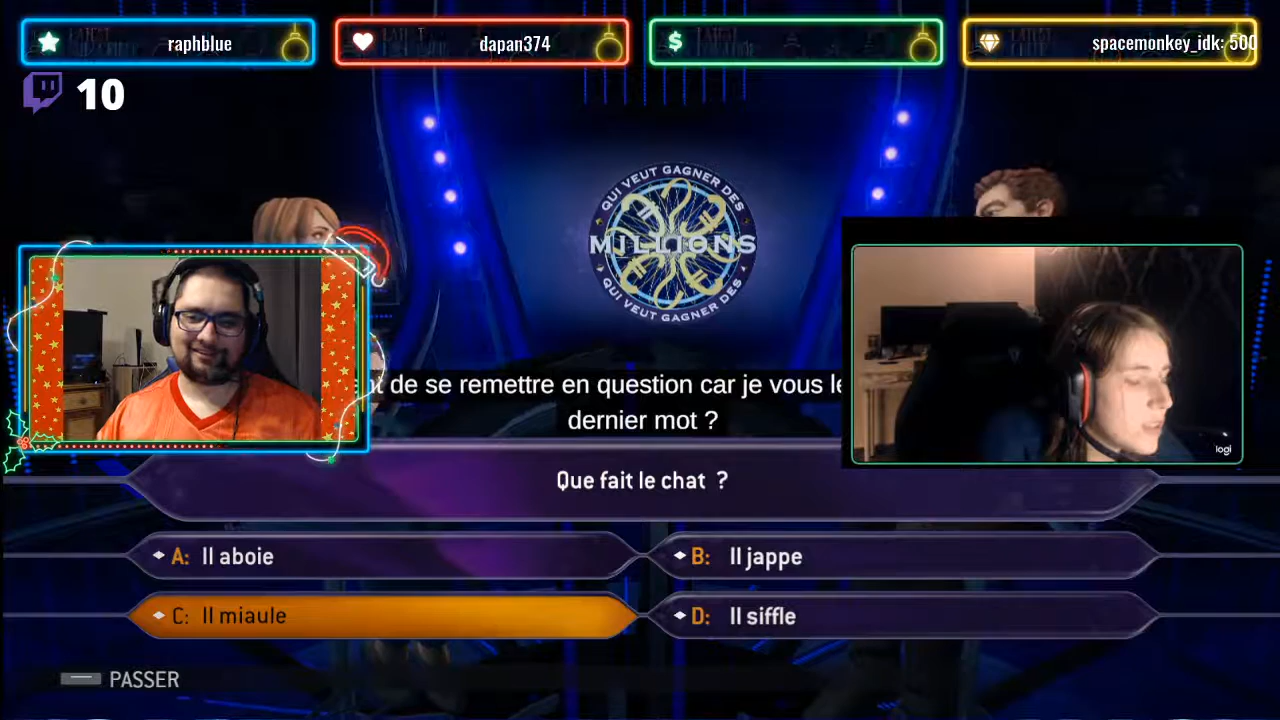 raphblue
dapan374
$
spacemonkey_idk: 500
10
QUI VEUT GAGNER DES
MILLIONS
QUI VEUT GAGNER DES
de se remettre en question car je vous
dernier mot ?
logi
Que fait le chat ?
A: Il aboie
B: Il jappe
C: Il miaule
D: Il siffle
PASSER